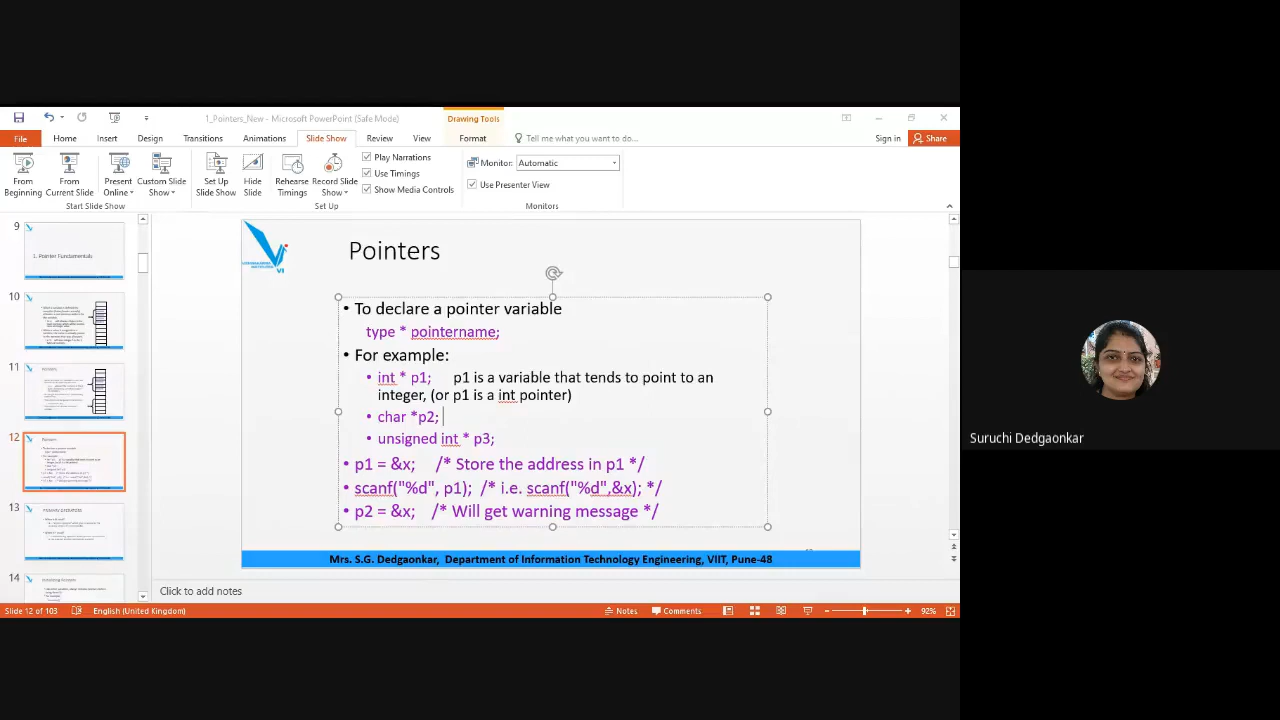 1_Pointers_New - Microsoft PowerPoint (Safe Mode)
Drawing Tools
File Home Insert Design Transitions Animations Slide Show Review View Format Tell me what you want to do... Sign in Share
From Beginning
From Current Slide
Present Online
Custom Slide Show
Set Up Slide Show
Hide Slide
Rehearse Timings
Record Slide Show
Play Narrations
Use Timings
Show Media Controls
Monitor: Automatic
Use Presenter View
Start Slide Show
Set Up
Monitors
9
1. Pointer Fundamentals
10
11
12
13
14
VI
Pointers
• To declare a pointer variable
type * pointername;
• For example:
• int * p1; p1 is a variable that tends to point to an
integer, (or p1 is a int pointer)
• char *p2;
• unsigned int * p3;
• p1 = &x; /* Store the address in p1 */
• scanf("%d", p1); /* i.e. scanf("%d",&x); */
• p2 = &x; /* Will get warning message */
Mrs. S.G. Dedgaonkar, Department of Information Technology Engineering, VIIT, Pune-48
Click to add notes
Slide 12 of 103 English (United Kingdom) Notes Comments 92%
Suruchi Dedgaonkar